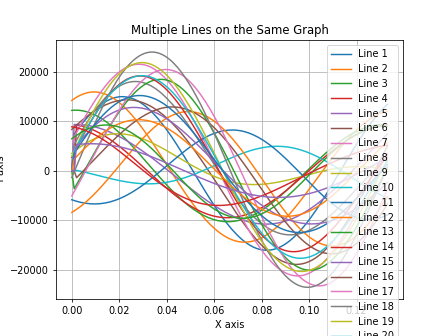 Multiple Lines on the Same Graph
20000
10000
0
−10000
−20000
0.00
0.02
0.04
0.06
0.08
0.10
X axis
axis
Line 1
Line 2
Line 3
Line 4
Line 5
Line 6
Line 7
Line 8
Line 9
Line 10
Line 11
Line 12
Line 13
Line 14
Line 15
Line 16
Line 17
Line 18
Line 19
Line 20